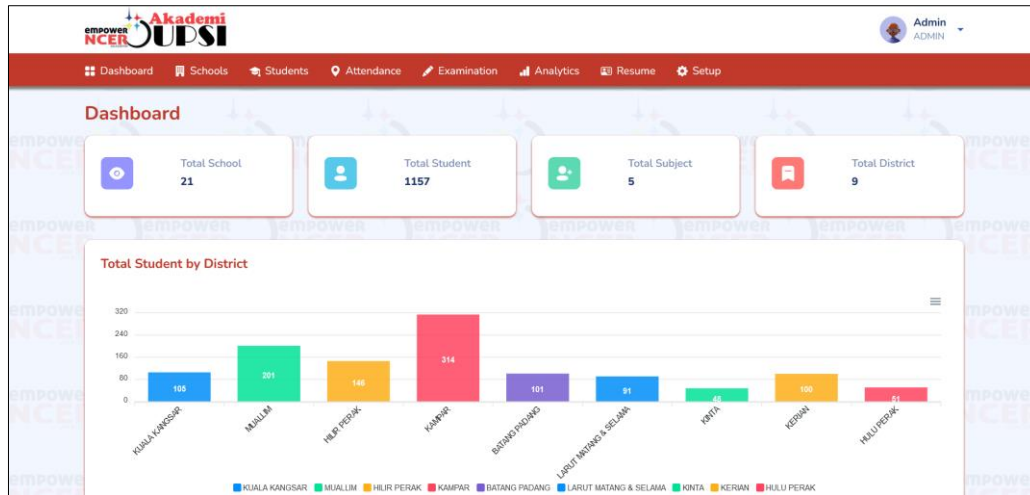 empower
NCER
Akademi
UPSI
Admin
ADMIN
Dashboard Schools Students Attendance Examination Analytics Resume Setup
Dashboard
Total School
21
Total Student
1157
Total Subject
5
Total District
9
Total Student by District
320
240
160
80
0
105
201
146
314
101
91
48
100
51
KUALA KANGSAR
MUALLIM
HILIR PERAK
KAMPAR
BATANG PADANG
LARUT MATANG & SELAMA
KINTA
KERIAN
HULU PERAK
KUALA KANGSAR MUALLIM HILIR PERAK KAMPAR BATANG PADANG LARUT MATANG & SELAMA KINTA KERIAN HULU PERAK